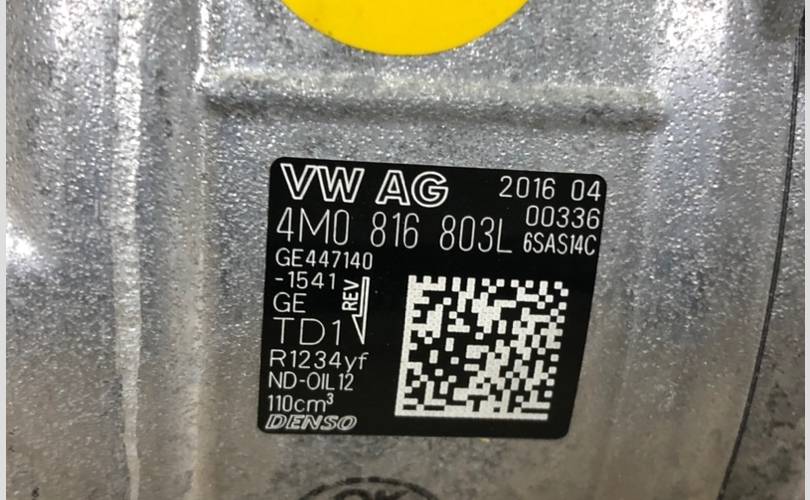 VW AG 2016 04
00336
4M0 816 803L 6SAS14C
GE447140
-1541
REV
GE
TD1
R1234yf
ND-OIL12
110cm³
DENSO
OK